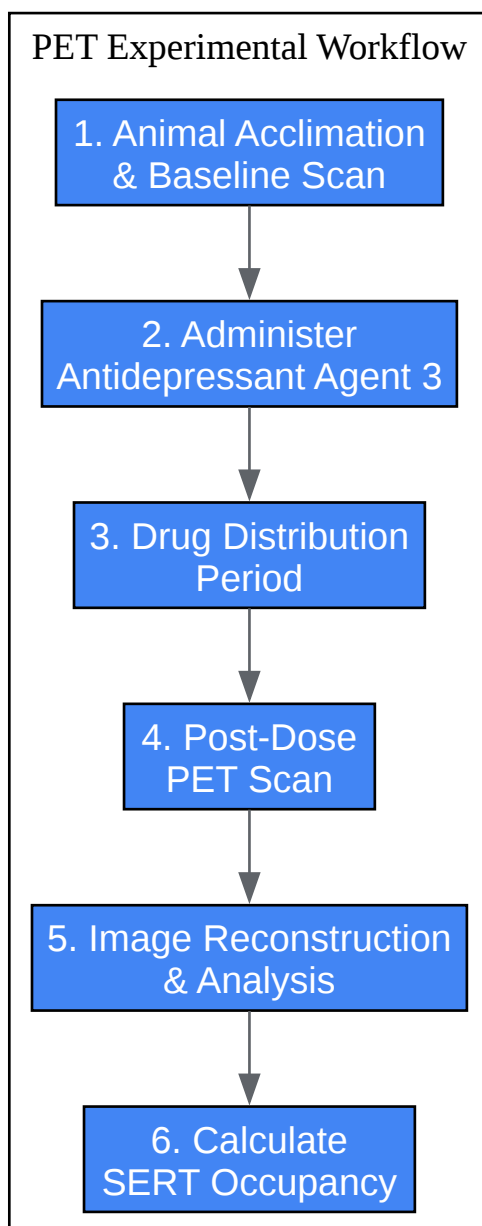 PET Experimental Workflow
1. Animal Acclimation
& Baseline Scan
2. Administer
Antidepressant Agent 3
3. Drug Distribution
Period
4. Post-Dose
PET Scan
5. Image Reconstruction
& Analysis
6. Calculate
SERT Occupancy